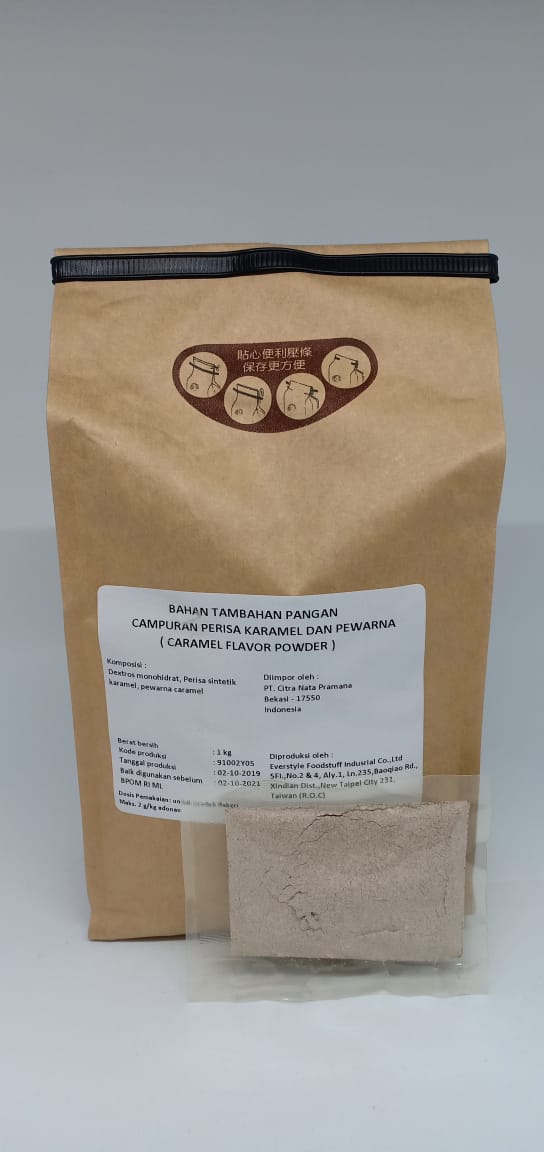 貼心便利壓條
保存更方便
BAHAN TAMBAHAN PANGAN
CAMPURAN PERISA KARAMEL DAN PEWARNA
( CARAMEL FLAVOR POWDER )
Komposisi :
Dextros monohidrat, Perisa sintetik
karamel, pewarna caramel
Diimpor oleh :
PT. Citra Nata Pramana
Bekasi - 17550
Indonesia
Berat bersih : 1 kg
Kode produksi : 91002Y05
Tanggal produksi : 02-10-2019
Baik digunakan sebelum : 02-10-2021
BPOM RI ML
Dosis Pemakaian : untuk produk Bakeri
Maks. 2 g/kg adonan
Diproduksi oleh :
Everstyle Foodstuff Indusrial Co.,Ltd
5Fl.,No.2 & 4, Aly.1, Ln.235,Baoqiao Rd.,
Xindian Dist.,New Taipei City 231,
Taiwan (R.O.C)